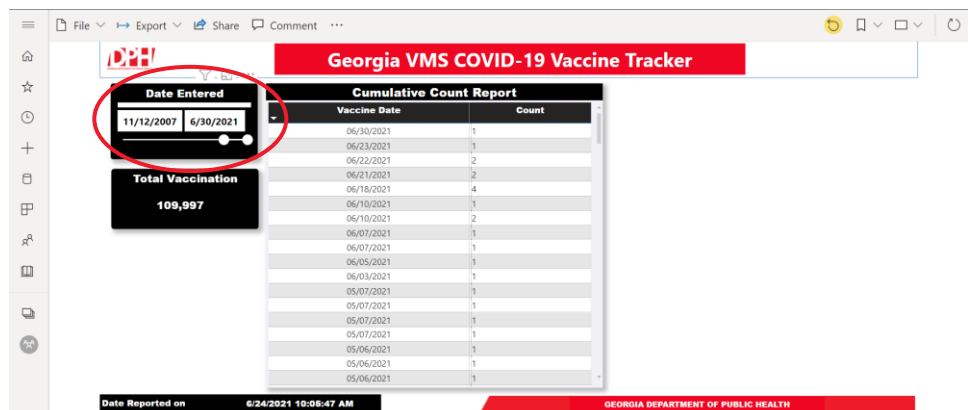 File Export Share Comment ...
DPH
Georgia VMS COVID-19 Vaccine Tracker
Date Entered
11/12/2007 6/30/2021
Total Vaccination
109,997
Cumulative Count Report
Vaccine Date Count
06/30/2021 1
06/23/2021 1
06/22/2021 2
06/21/2021 2
06/18/2021 4
06/10/2021 1
06/10/2021 2
06/07/2021 1
06/07/2021 1
06/05/2021 1
06/03/2021 1
05/07/2021 1
05/07/2021 1
05/07/2021 1
05/07/2021 1
05/06/2021 1
05/06/2021 1
05/06/2021 1
Date Reported on 6/24/2021 10:05:47 AM
GEORGIA DEPARTMENT OF PUBLIC HEALTH